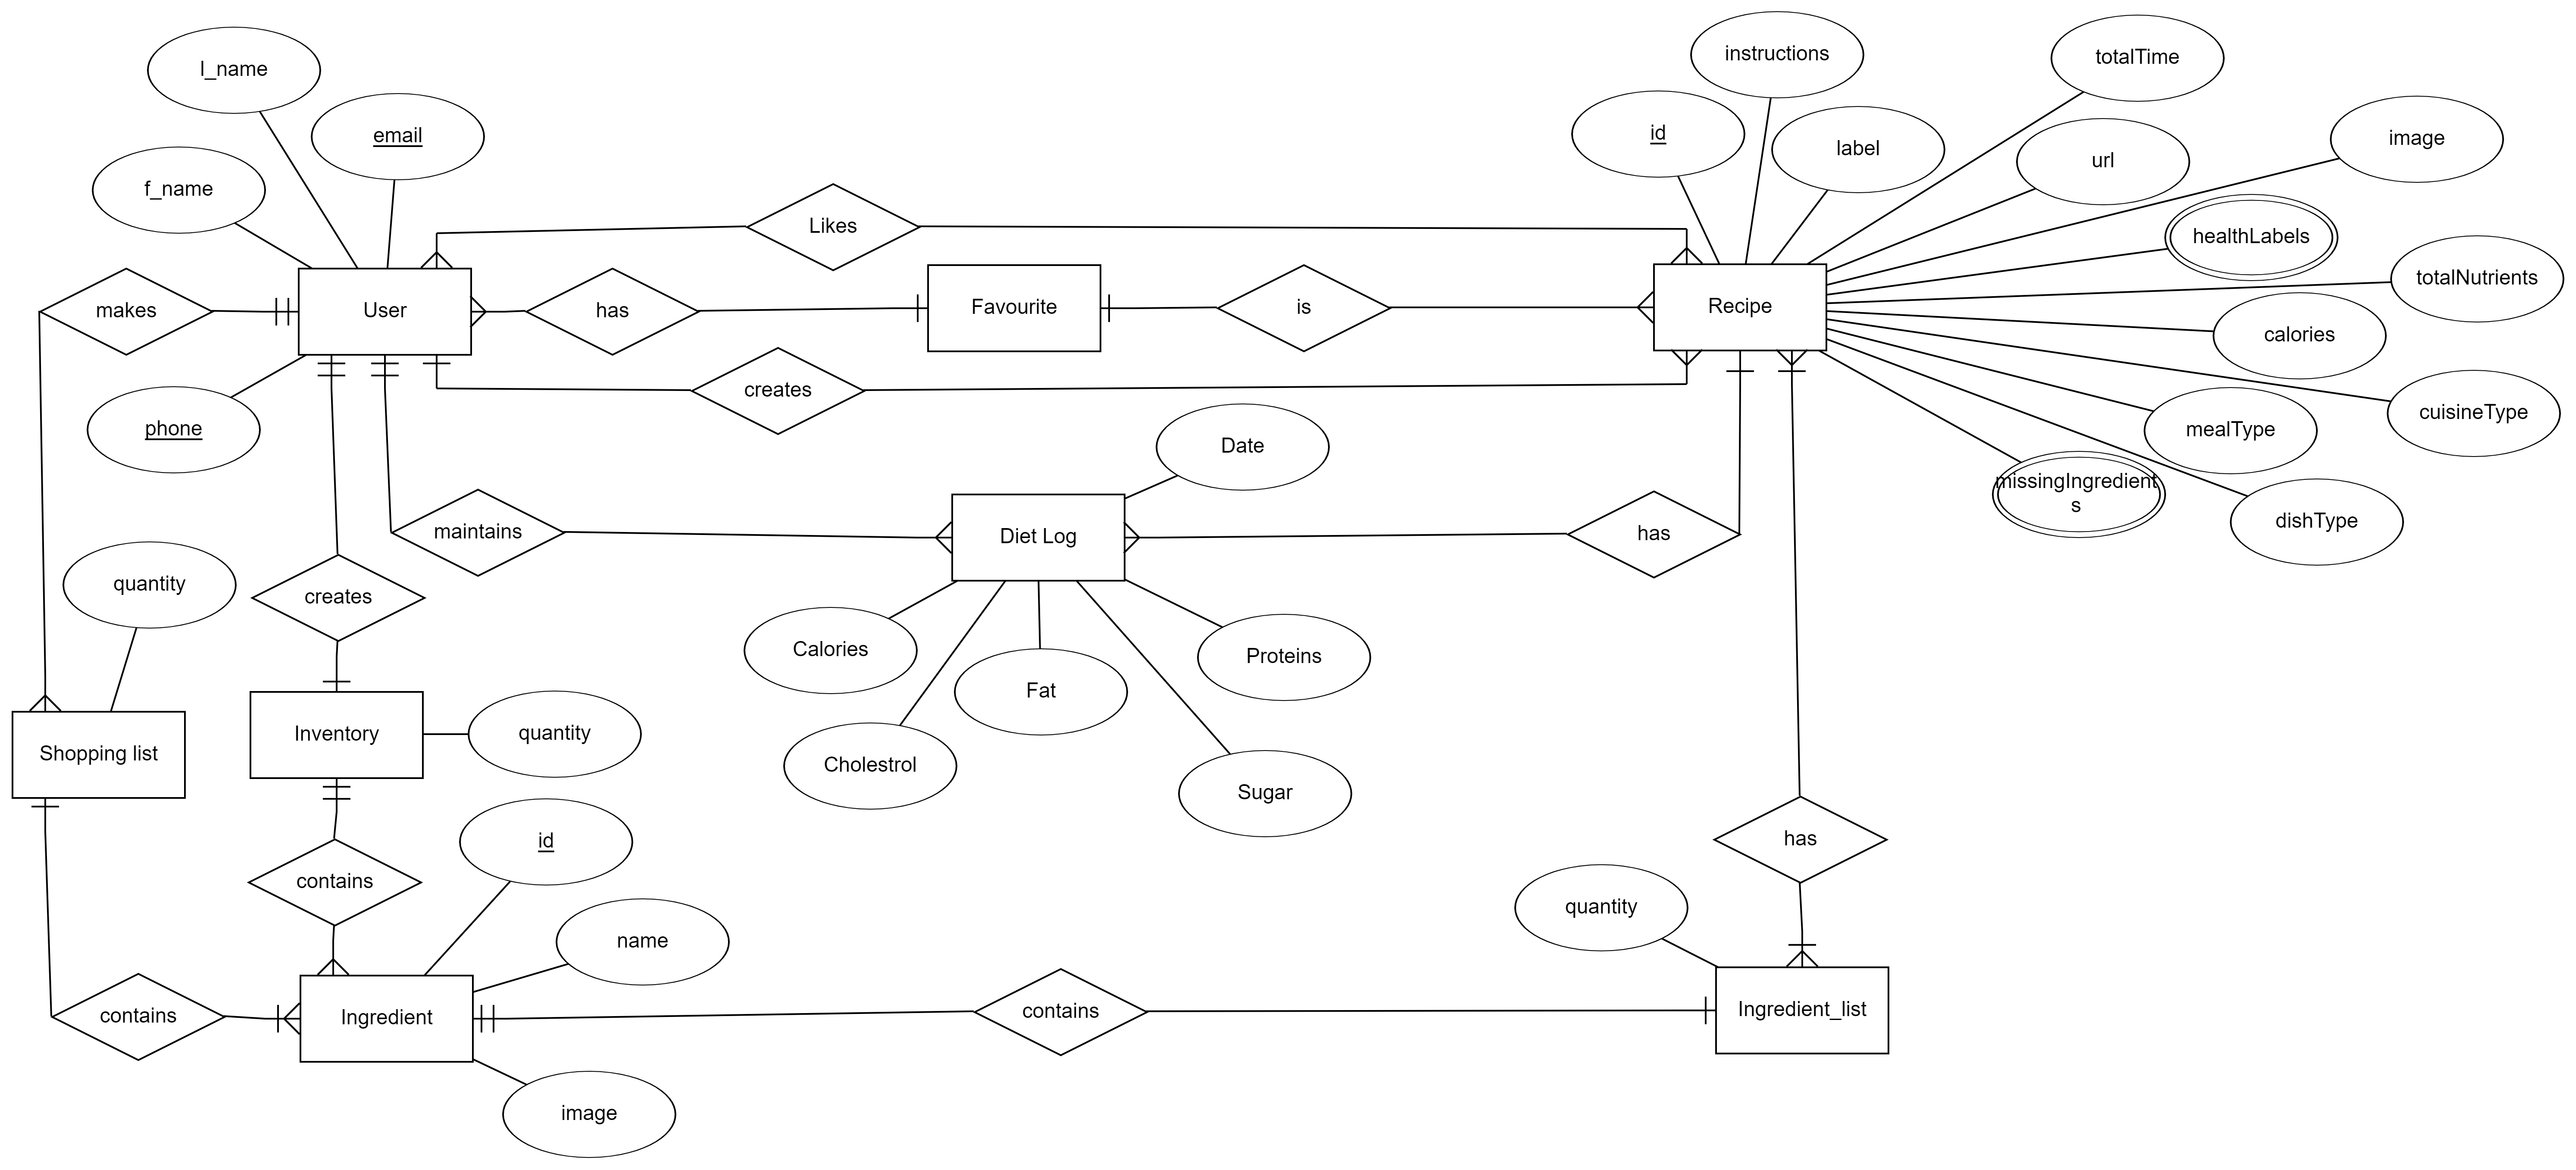 instructions
totalTime
l_name
email
id
label
image
url
f_name
Likes
healthLabels
totalNutrients
makes
User
has
Favourite
is
Recipe
calories
creates
cuisineType
phone
Date
mealType
missingIngredient
s
dishType
maintains
Diet Log
has
quantity
creates
Calories
Proteins
Fat
Shopping list
Inventory
quantity
Cholestrol
Sugar
id
has
contains
quantity
name
contains
Ingredient
contains
Ingredient_list
image